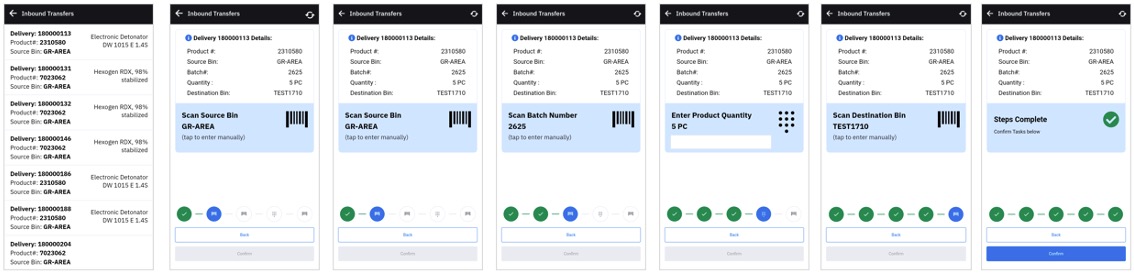 Inbound Transfers
Delivery: 180000113
Product#: 2310580
Source Bin: GR-AREA
Electronic Detonator
DW 1015 E 1.4S
Delivery: 180000131
Product#: 7023062
Source Bin: GR-AREA
Hexogen RDX, 98%
stabilized
Delivery: 180000132
Product#: 7023062
Source Bin: GR-AREA
Hexogen RDX, 98%
stabilized
Delivery: 180000146
Product#: 7023062
Source Bin: GR-AREA
Hexogen RDX, 98%
stabilized
Delivery: 180000186
Product#: 2310580
Source Bin: GR-AREA
Electronic Detonator
DW 1015 E 1.4S
Delivery: 180000188
Product#: 2310580
Source Bin: GR-AREA
Electronic Detonator
DW 1015 E 1.4S
Delivery: 180000204
Product#: 7023062
Source Bin: GR-AREA
Inbound Transfers
Delivery 180000113 Details:
Product #: 2310580
Source Bin: GR-AREA
Batch#: 2625
Quantity : 5 PC
Destination Bin: TEST1710
Scan Source Bin
GR-AREA
(tap to enter manually)
Back
Confirm
Inbound Transfers
Delivery 180000113 Details:
Product #: 2310580
Source Bin: GR-AREA
Batch#: 2625
Quantity : 5 PC
Destination Bin: TEST1710
Scan Source Bin
GR-AREA
(tap to enter manually)
Back
Confirm
Inbound Transfers
Delivery 180000113 Details:
Product #: 2310580
Source Bin: GR-AREA
Batch#: 2625
Quantity : 5 PC
Destination Bin: TEST1710
Scan Batch Number
2625
(tap to enter manually)
Back
Confirm
Inbound Transfers
Delivery 180000113 Details:
Product #: 2310580
Source Bin: GR-AREA
Batch#: 2625
Quantity : 5 PC
Destination Bin: TEST1710
Enter Product Quantity
5 PC
Back
Confirm
Inbound Transfers
Delivery 180000113 Details:
Product #: 2310580
Source Bin: GR-AREA
Batch#: 2625
Quantity : 5 PC
Destination Bin: TEST1710
Scan Destination Bin
TEST1710
(tap to enter manually)
Back
Confirm
Inbound Transfers
Delivery 180000113 Details:
Product #: 2310580
Source Bin: GR-AREA
Batch#: 2625
Quantity : 5 PC
Destination Bin: TEST1710
Steps Complete
Confirm Tasks below
Back
Confirm